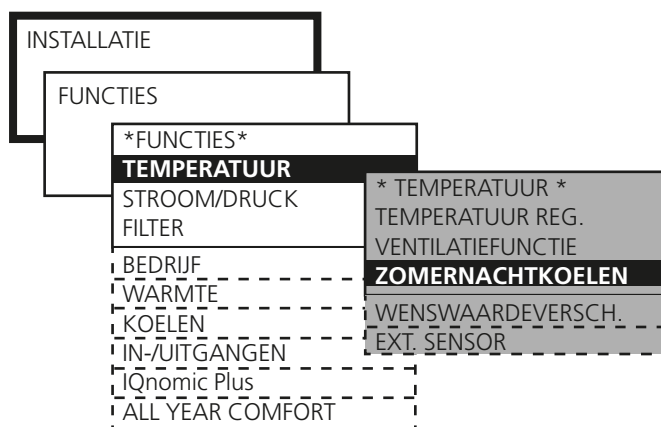 INSTALLATIE
FUNCTIES
*FUNCTIES*
TEMPERATUUR
STROOM/DRUCK
FILTER
BEDRIJF
WARMTE
KOELEN
IN-/UITGANGEN
IQnomic Plus
ALL YEAR COMFORT
* TEMPERATUUR *
TEMPERATUUR REG.
VENTILATIEFUNCTIE
ZOMERNACHTKOELEN
WENSWAARDEVERSCH.
EXT. SENSOR